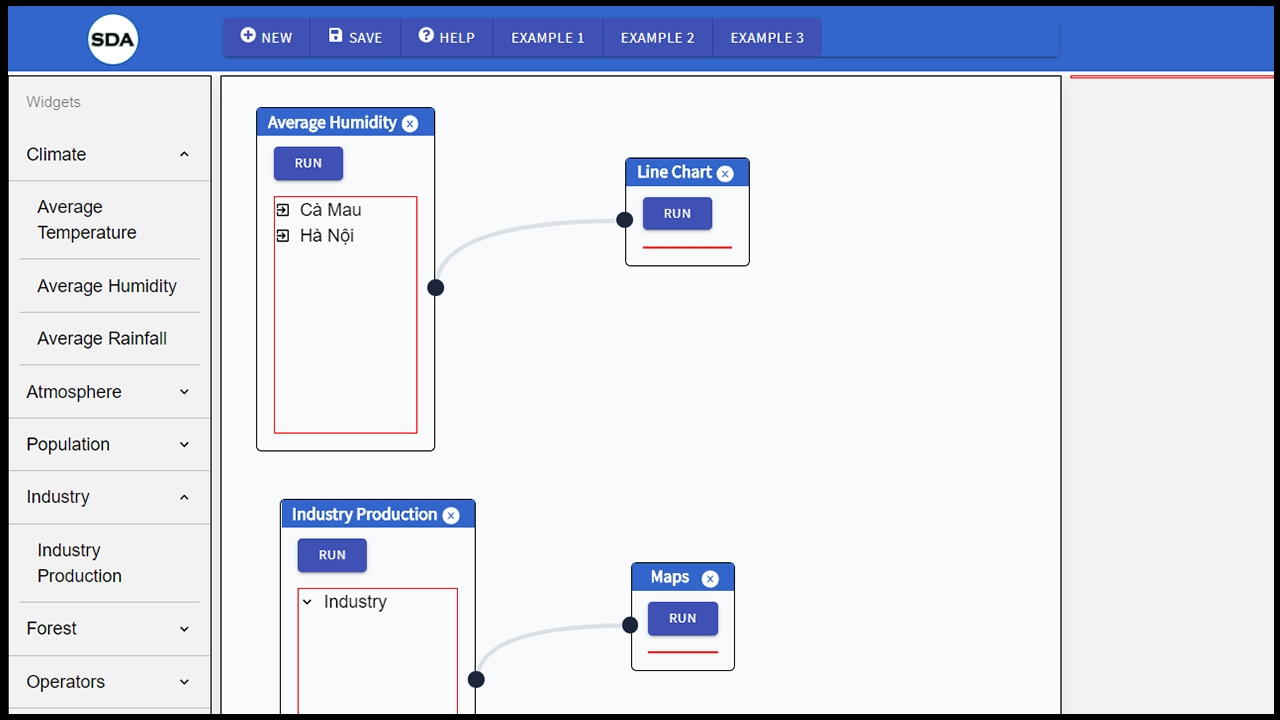 SDA
NEW
SAVE
HELP
EXAMPLE 1
EXAMPLE 2
EXAMPLE 3
Widgets
Climate
Average
Temperature
Average Humidity
Average Rainfall
Atmosphere
Population
Industry
Industry
Production
Forest
Operators
Average Humidity
RUN
Cà Mau
Hà Nội
Line Chart
RUN
Industry Production
RUN
Industry
Maps
RUN